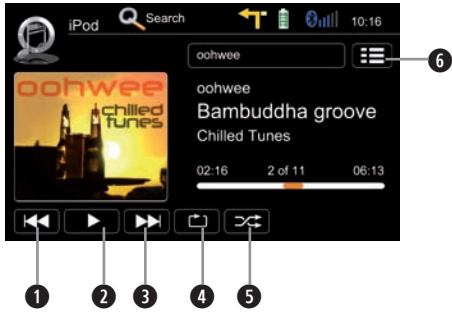 iPod Search 10:16
oohwee
oohwee
chilled
tunes
oohwee
Bambuddha groove
Chilled Tunes
02:16 2 of 11 06:13
6
1 2 3 4 5